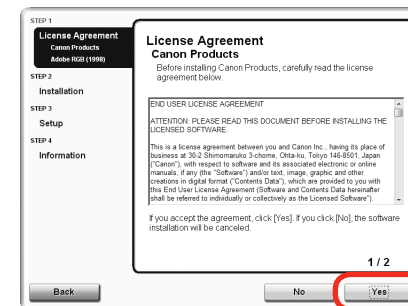 STEP 1
License Agreement
Canon Products
Adobe RGB (1998)
STEP 2
Installation
STEP 3
Setup
STEP 4
Information
License Agreement
Canon Products
Before installing Canon Products, carefully read the license
agreement below.
END USER LICENSE AGREEMENT
ATTENTION: PLEASE READ THIS DOCUMENT BEFORE INSTALLING THE
LICENSED SOFTWARE.
This is a license agreement between you and Canon Inc., having its place of
business at 30-2 Shimomaruko 3-chome, Ohta-ku, Tokyo 146-8501, Japan
("Canon"), with respect to software and its associated electronic or online
manuals, if any (the "Software") and/or text, image, graphic and other
creations in digital format ("Contents Data"), which are provided to you with
this End User License Agreement (Software and Contents Data hereinafter
shall be referred to individually or collectively as the Licensed Software").
If you accept the agreement, click [Yes]. If you click [No], the software
installation will be canceled.
1 / 2
Back
No
Yes